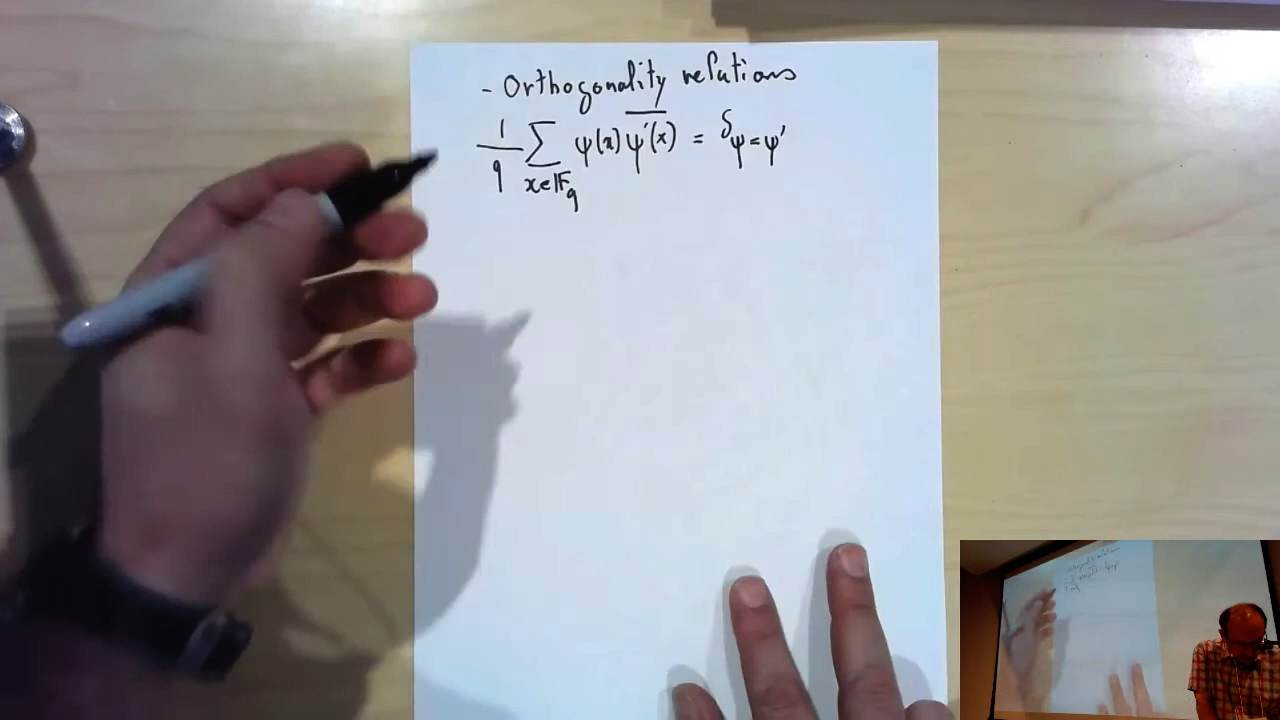 - Orthogonality relations
1/q ∑_{x∈𝔽_q} ψ(x) \overline{ψ'(x)} = δ_{ψ=ψ'}